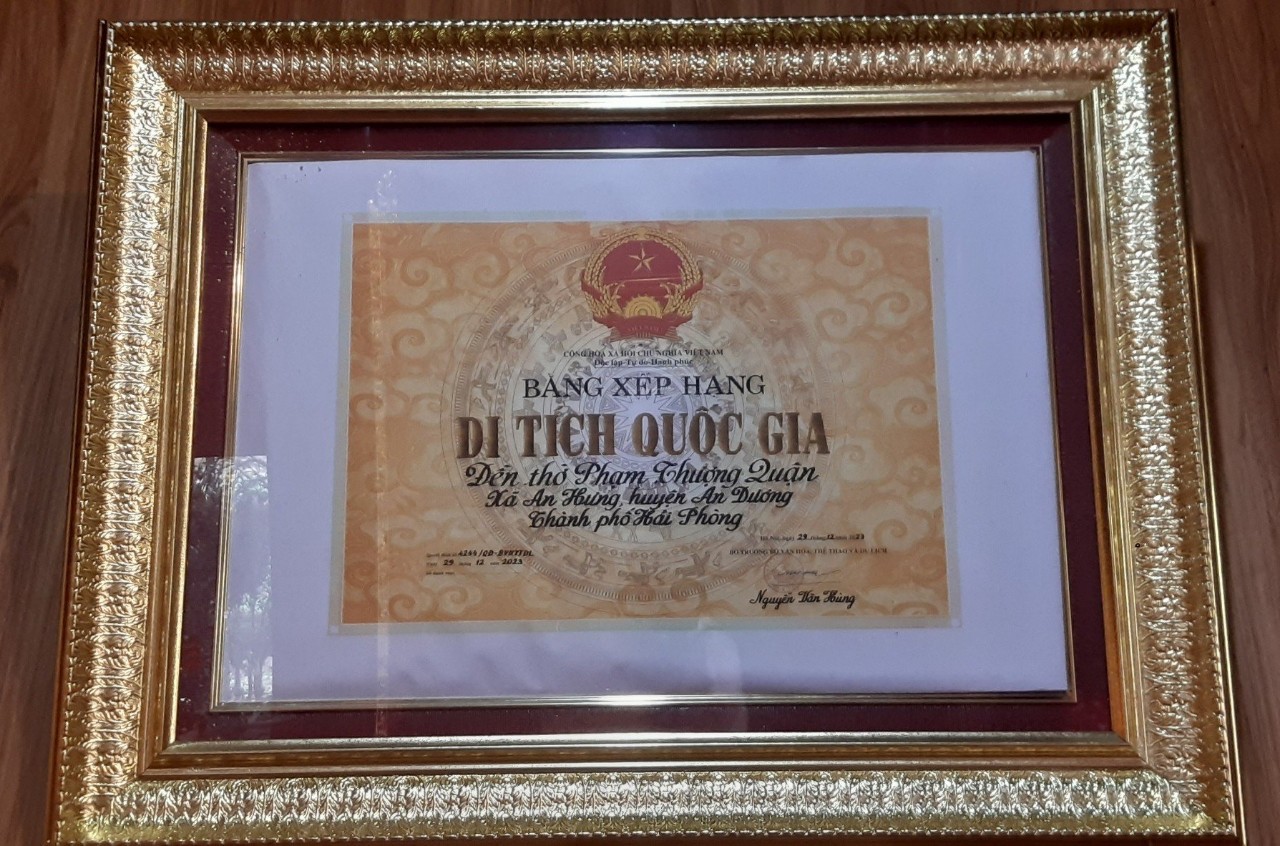 VIỆT NAM
CỘNG HÒA XÃ HỘI CHỦ NGHĨA VIỆT NAM
Độc lập-Tự do-Hạnh phúc
BẰNG XẾP HẠNG
DI TÍCH QUỐC GIA
Đền thờ Phạm Thượng Quận
Xã An Hưng, huyện An Dương
Thành phố Hải Phòng
Hà Nội, ngày 29 tháng 12 năm 2023
Quyết định số 4244/QĐ-BVHTTDL
Ngày 29 tháng 12 năm 2023
BỘ TRƯỞNG BỘ VĂN HÓA, THỂ THAO VÀ DU LỊCH
Nguyễn Văn Hùng